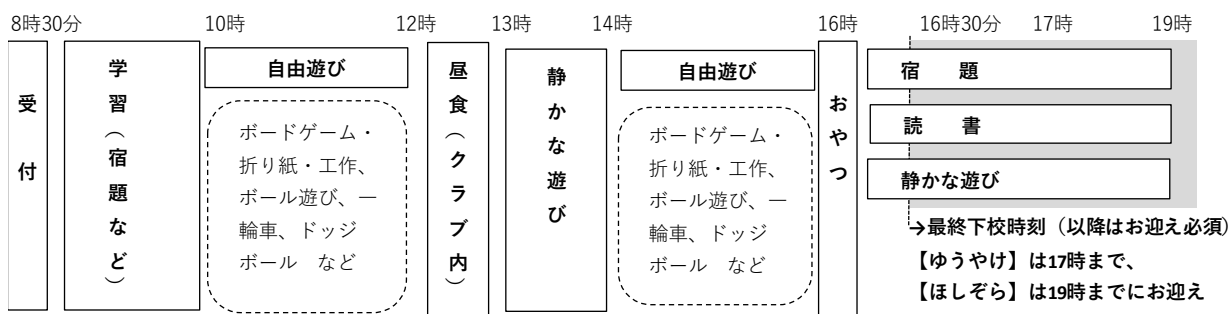 8時30分 10時 12時 13時 14時 16時 16時30分 17時 19時
受付
学習(宿題など)
自由遊び
ボードゲーム・
折り紙・工作、
ボール遊び、一
輪車、ドッジ
ボール など
昼食(クラブ内)
静かな遊び
自由遊び
ボードゲーム・
折り紙・工作、
ボール遊び、一
輪車、ドッジ
ボール など
おやつ
宿 題
読 書
静かな遊び
→最終下校時刻(以降はお迎え必須)
【ゆうやけ】は17時まで、
【ほしぞら】は19時までにお迎え